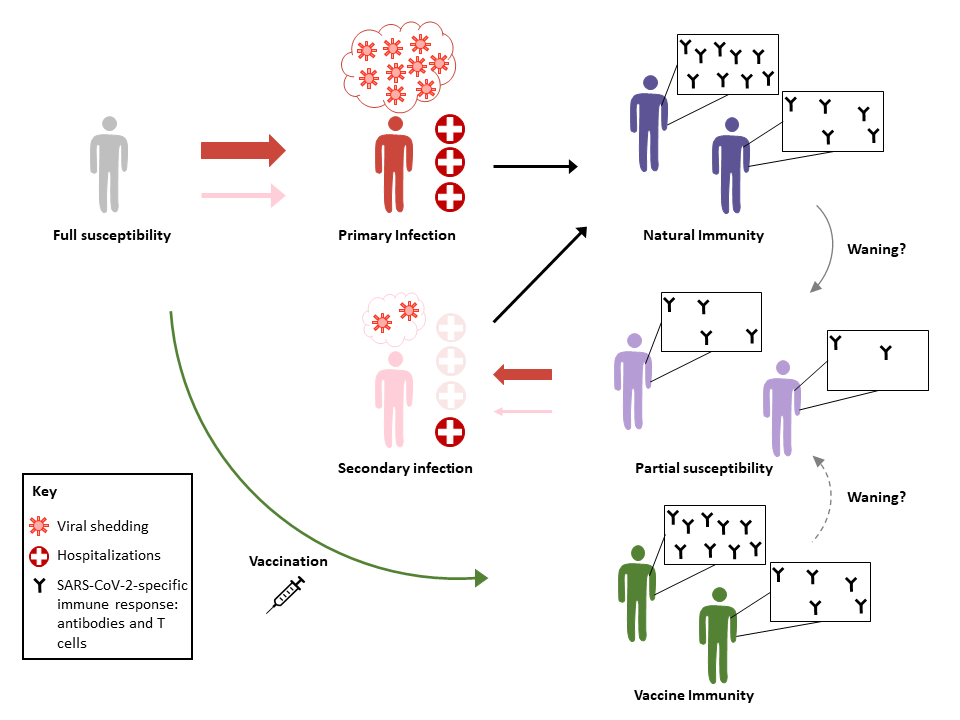 Full susceptibility
Primary Infection
Natural Immunity
Waning?
Secondary infection
Partial susceptibility
Waning?
Key
Viral shedding
Hospitalizations
SARS-CoV-2-specific
immune response:
antibodies and T
cells
Vaccination
Vaccine Immunity